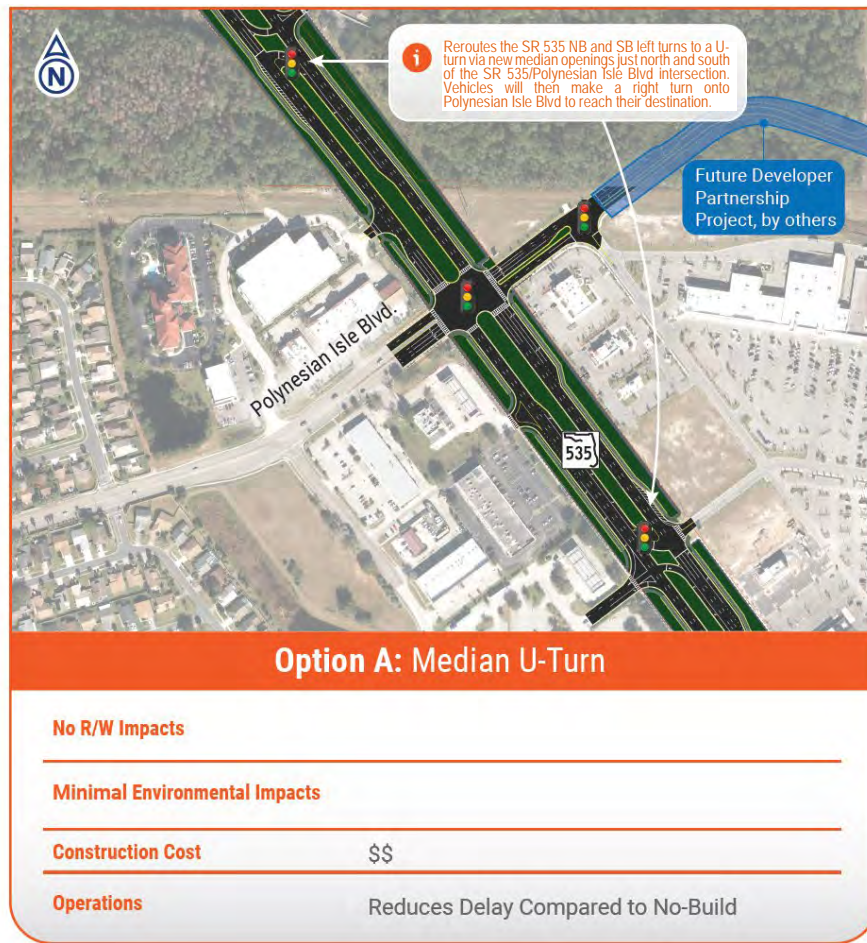 N
i
Reroutes the SR 535 NB and SB left turns to a U-
turn via new median openings just north and south
of the SR 535/Polynesian Isle Blvd intersection.
Vehicles will then make a right turn onto
Polynesian Isle Blvd to reach their destination.
Future Developer
Partnership
Project, by others
Polynesian Isle Blvd.
535
Option A: Median U-Turn
No R/W Impacts
Minimal Environmental Impacts
Construction Cost $$
Operations Reduces Delay Compared to No-Build